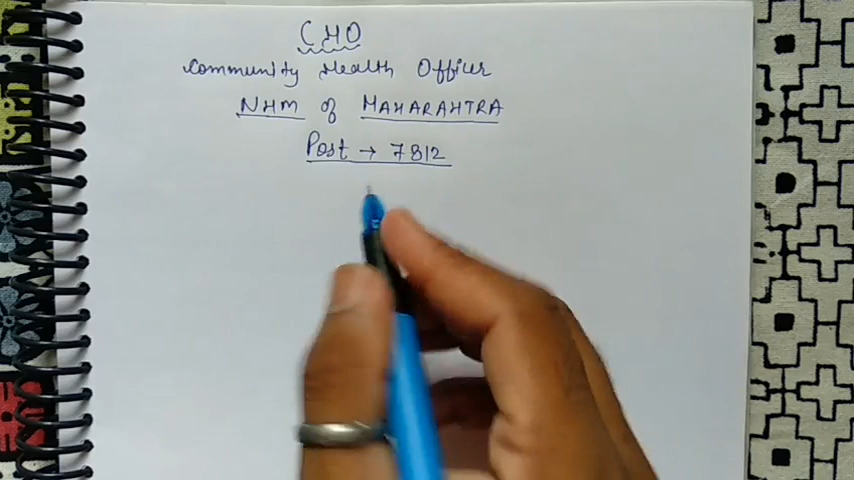 CHO
Community Health Officer
NHM of MAHARAHTRA
Post → 7812